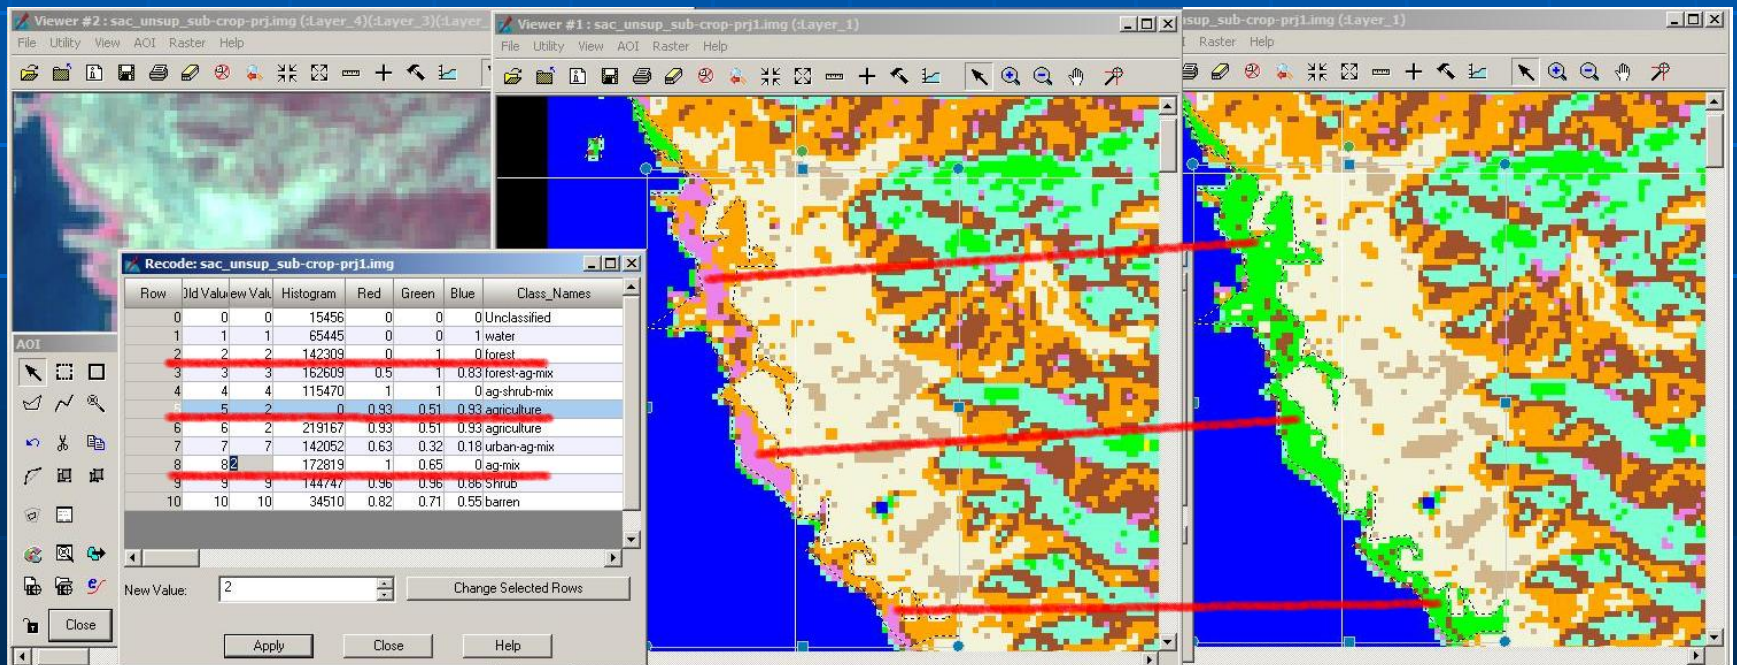 Viewer #2 : sac_unsup_sub-crop-prj.img (:Layer_4)(:Layer_3)(:Layer_
File Utility View AOI Raster Help
Viewer #1 : sac_unsup_sub-crop-prj1.img (:Layer_1)
File Utility View AOI Raster Help
nsup_sub-crop-prj1.img (:Layer_1)
Raster Help
AOI
Close
Recode: sac_unsup_sub-crop-prj1.img
Row Old Valu ew Valu Histogram Red Green Blue Class_Names
0 0 0 15456 0 0 0 Unclassified
1 1 1 65445 0 0 1 water
2 2 2 142309 0 1 0 forest
3 3 3 162609 0.5 1 0.83 forest-ag-mix
4 4 4 115470 1 1 0 ag-shrub-mix
5 5 2 0 0.93 0.51 0.93 agriculture
6 6 2 219167 0.93 0.51 0.93 agriculture
7 7 7 142052 0.63 0.32 0.18 urban-ag-mix
8 8 2 172819 1 0.65 0 ag-mix
9 9 9 144747 0.96 0.96 0.86 Shrub
10 10 10 34510 0.82 0.71 0.55 barren
New Value: 2 Change Selected Rows
Apply Close Help